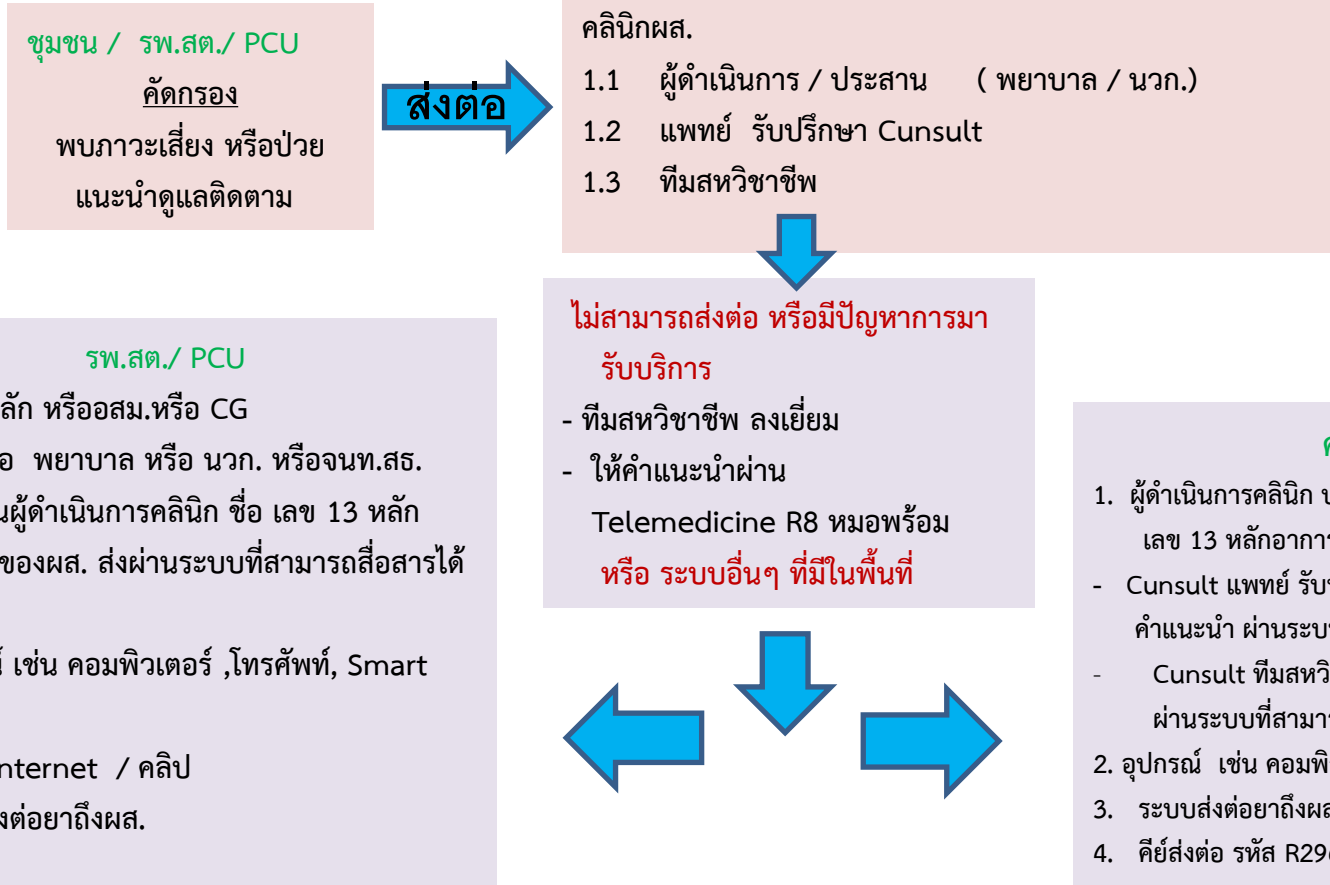 ชุมชน / รพ.สต./ PCU
คัดกรอง
พบภาวะเสี่ยง หรือป่วย
แนะนำดูแลติดตาม
ส่งต่อ
คลินิกผส.
1.1 ผู้ดำเนินการ / ประสาน ( พยาบาล / นวก.)
1.2 แพทย์ รับปรึกษา Cunsult
1.3 ทีมสหวิชาชีพ
ไม่สามารถส่งต่อ หรือมีปัญหาการมา
รับบริการ
- ทีมสหวิชาชีพ ลงเยี่ยม
- ให้คำแนะนำผ่าน
Telemedicine R8 หมอพร้อม
หรือ ระบบอื่นๆ ที่มีในพื้นที่
รพ.สต./ PCU
ลัก หรืออสม.หรือ CG
อ พยาบาล หรือ นวก. หรือจนท.สธ.
นผู้ดำเนินการคลินิก ชื่อ เลข 13 หลัก
ของผส. ส่งผ่านระบบที่สามารถสื่อสารได้
เช่น คอมพิวเตอร์ ,โทรศัพท์, Smart
nternet / คลิป
งต่อยาถึงผส.
1. ผู้ดำเนินการคลินิก
เลข 13 หลักอาการ
- Cunsult แพทย์ รับ
คำแนะนำ ผ่านระบ
- Cunsult ทีมสหวิ
ผ่านระบบที่สามา
2. อุปกรณ์ เช่น คอมพิ
3. ระบบส่งต่อยาถึงผส
4. คีย์ส่งต่อ รหัส R29